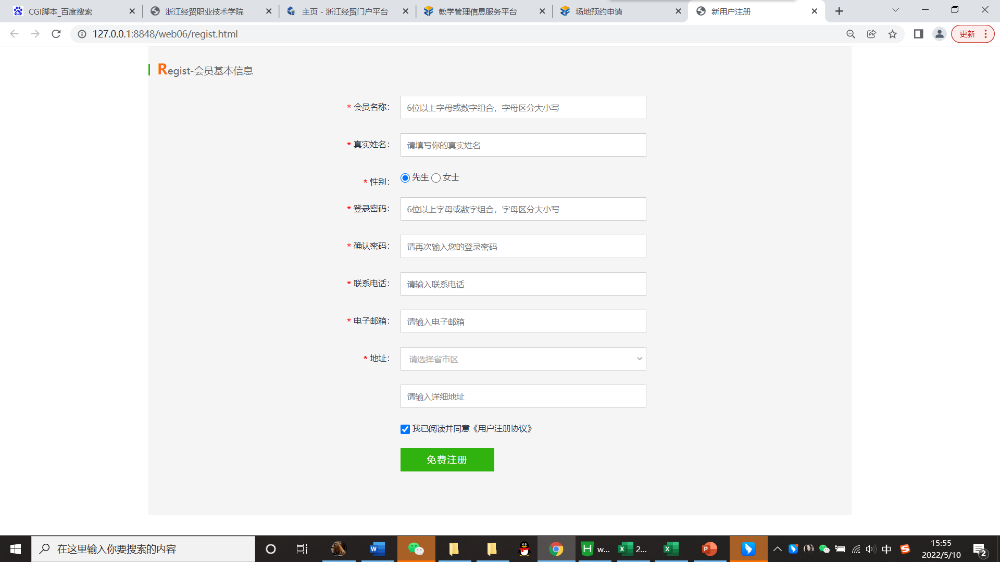 CGI脚本_百度搜索
浙江经贸职业技术学院
主页 - 浙江经贸门户平台
教学管理信息服务平台
场地预约申请
新用户注册
127.0.0.1:8848/web06/regist.html
更新
Regist-会员基本信息
* 会员名称：
6位以上字母或数字组合，字母区分大小写
* 真实姓名：
请填写你的真实姓名
* 性别：
先生 女士
* 登录密码：
6位以上字母或数字组合，字母区分大小写
* 确认密码：
请再次输入您的登录密码
* 联系电话：
请输入联系电话
* 电子邮箱：
请输入电子邮箱
* 地址：
请选择省市区
请输入详细地址
我已阅读并同意《用户注册协议》
免费注册
在这里输入你要搜索的内容
w...
2...
中
15:55
2022/5/10
2